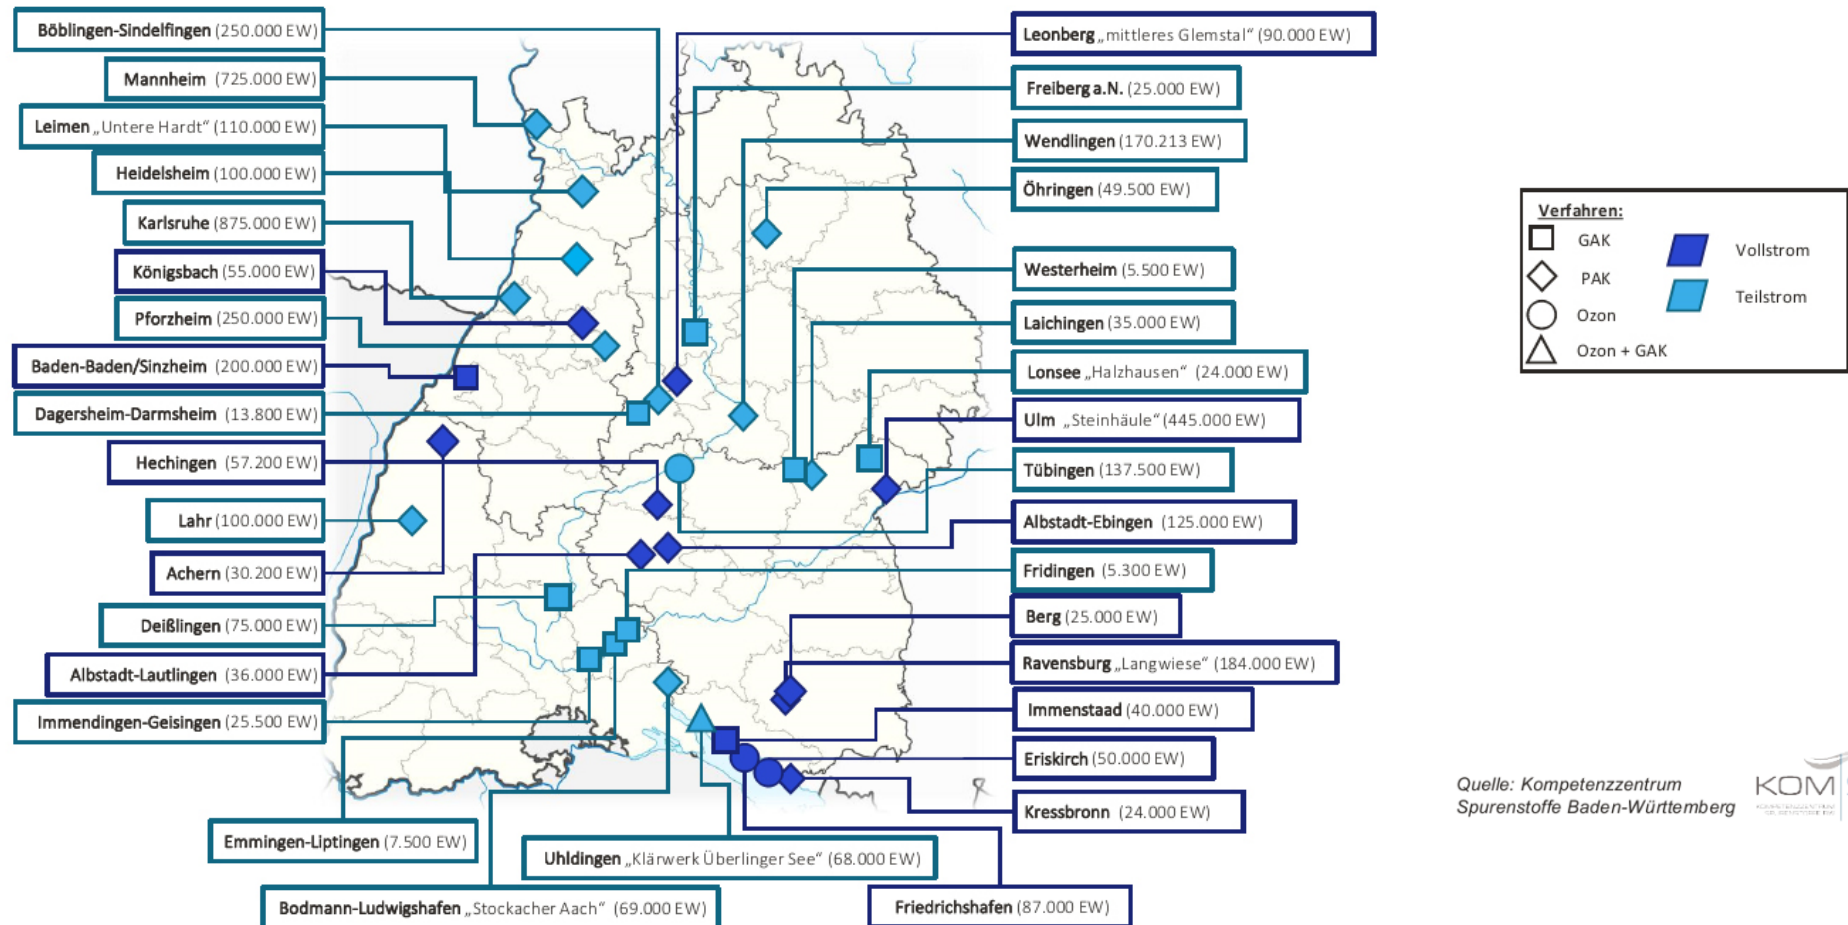 Böblingen-Sindelfingen (250.000 EW)
Mannheim (725.000 EW)
Leimen „Untere Hardt“ (110.000 EW)
Heidelsheim (100.000 EW)
Karlsruhe (875.000 EW)
Königsbach (55.000 EW)
Pforzheim (250.000 EW)
Baden-Baden/Sinzheim (200.000 EW)
Dagersheim-Darmsheim (13.800 EW)
Hechingen (57.200 EW)
Lahr (100.000 EW)
Achern (30.200 EW)
Deißlingen (75.000 EW)
Albstadt-Lautlingen (36.000 EW)
Immendingen-Geisingen (25.500 EW)
Emmingen-Liptingen (7.500 EW)
Bodmann-Ludwigshafen „Stockacher Aach“ (69.000 EW)
Uhldingen „Klärwerk Überlinger See“ (68.000 EW)
Friedrichshafen (87.000 EW)
Leonberg „mittleres Glemstal“ (90.000 EW)
Freiberg a.N. (25.000 EW)
Wendlingen (170.213 EW)
Öhringen (49.500 EW)
Westerheim (5.500 EW)
Laichingen (35.000 EW)
Lonsee „Halzhausen“ (24.000 EW)
Ulm „Steinhäule“ (445.000 EW)
Tübingen (137.500 EW)
Albstadt-Ebingen (125.000 EW)
Fridingen (5.300 EW)
Berg (25.000 EW)
Ravensburg „Langwiese“ (184.000 EW)
Immenstaad (40.000 EW)
Eriskirch (50.000 EW)
Kressbronn (24.000 EW)
Verfahren:
GAK
PAK
Ozon
Ozon + GAK
Vollstrom
Teilstrom
Quelle: Kompetenzzentrum
Spurenstoffe Baden-Württemberg
KOM